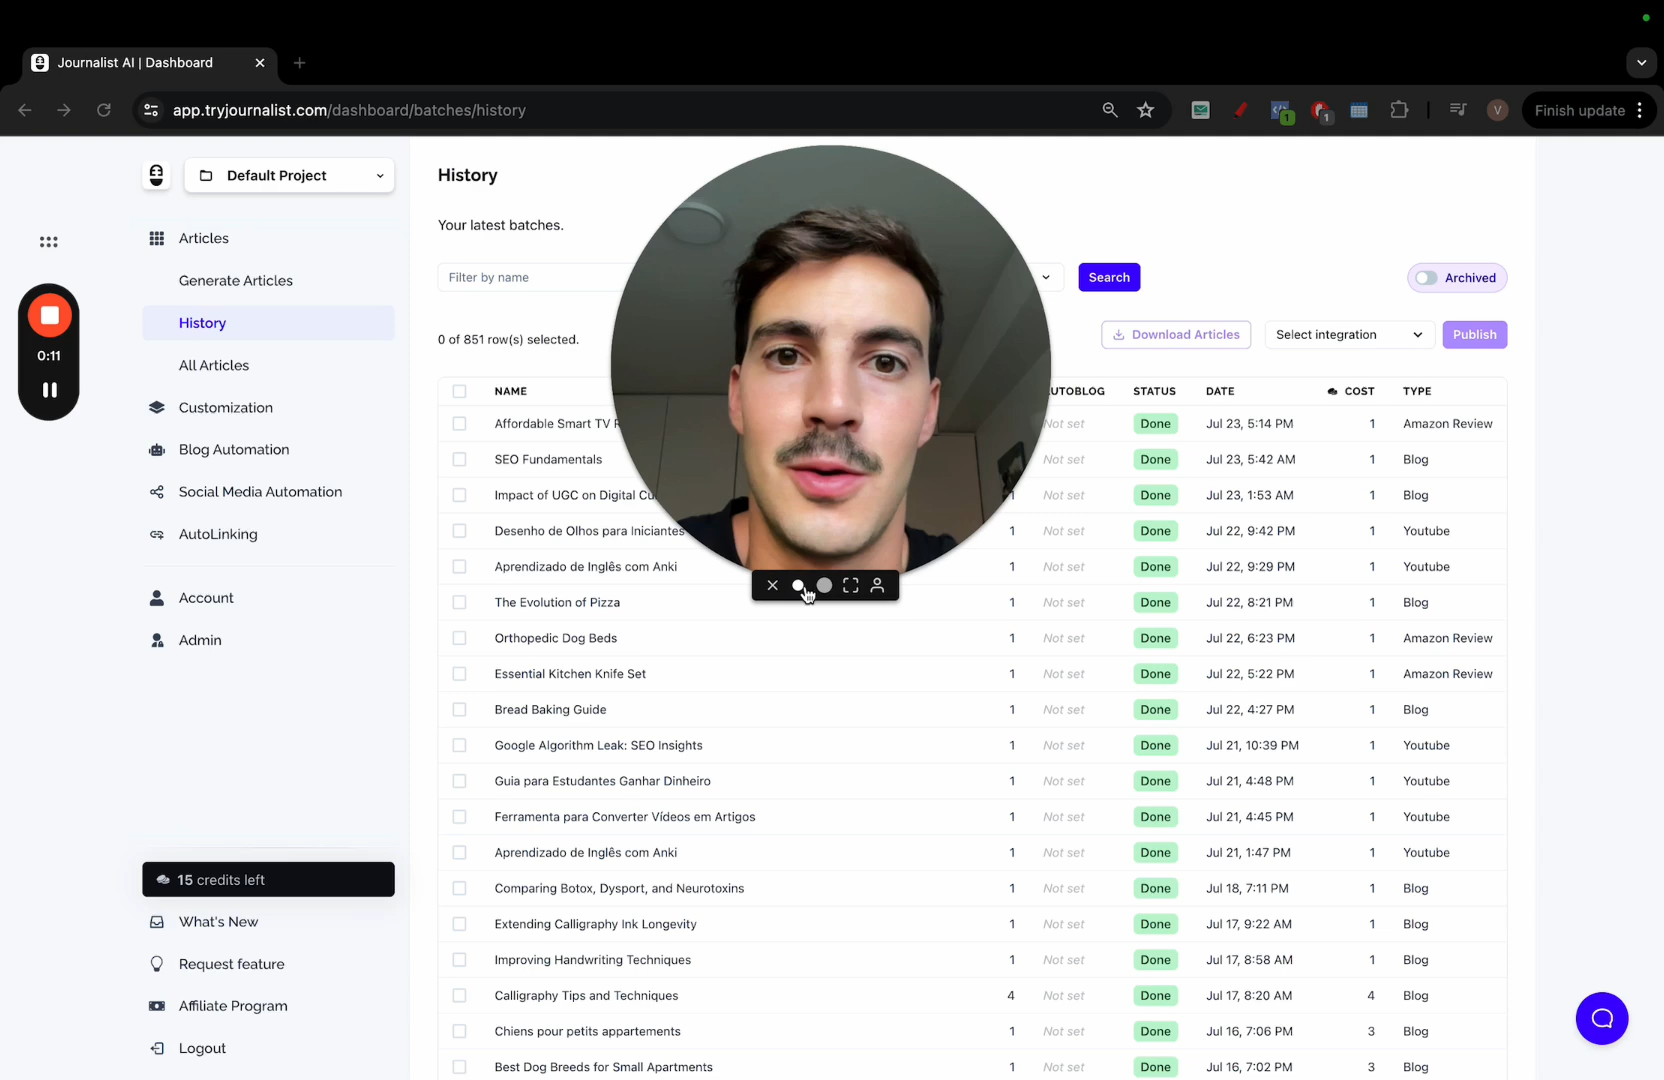 Journalist AI | Dashboard
app.tryjournalist.com/dashboard/batches/history
1
1
V
Finish update
Default Project
Articles
Generate Articles
History
All Articles
Customization
Blog Automation
Social Media Automation
AutoLinking
Account
Admin
15 credits left
What's New
Request feature
Affiliate Program
Logout
0:11
History
Your latest batches.
Filter by name
Search
Archived
0 of 851 row(s) selected.
Download Articles
Select integration
Publish
NAME UTOBLOG STATUS DATE COST TYPE
Affordable Smart TV Not set Done Jul 23, 5:14 PM 1 Amazon Review
SEO Fundamentals Not set Done Jul 23, 5:42 AM 1 Blog
Impact of UGC on Digital Cu Not set Done Jul 23, 1:53 AM 1 Blog
Desenho de Olhos para Iniciantes 1 Not set Done Jul 22, 9:42 PM 1 Youtube
Aprendizado de Inglês com Anki 1 Not set Done Jul 22, 9:29 PM 1 Youtube
The Evolution of Pizza 1 Not set Done Jul 22, 8:21 PM 1 Blog
Orthopedic Dog Beds 1 Not set Done Jul 22, 6:23 PM 1 Amazon Review
Essential Kitchen Knife Set 1 Not set Done Jul 22, 5:22 PM 1 Amazon Review
Bread Baking Guide 1 Not set Done Jul 22, 4:27 PM 1 Blog
Google Algorithm Leak: SEO Insights 1 Not set Done Jul 21, 10:39 PM 1 Youtube
Guia para Estudantes Ganhar Dinheiro 1 Not set Done Jul 21, 4:48 PM 1 Youtube
Ferramenta para Converter Vídeos em Artigos 1 Not set Done Jul 21, 4:45 PM 1 Youtube
Aprendizado de Inglês com Anki 1 Not set Done Jul 21, 1:47 PM 1 Youtube
Comparing Botox, Dysport, and Neurotoxins 1 Not set Done Jul 18, 7:11 PM 1 Blog
Extending Calligraphy Ink Longevity 1 Not set Done Jul 17, 9:22 AM 1 Blog
Improving Handwriting Techniques 1 Not set Done Jul 17, 8:58 AM 1 Blog
Calligraphy Tips and Techniques 4 Not set Done Jul 17, 8:20 AM 4 Blog
Chiens pour petits appartements 1 Not set Done Jul 16, 7:06 PM 3 Blog
Best Dog Breeds for Small Apartments 1 Not set Done Jul 16, 7:02 PM 3 Blog